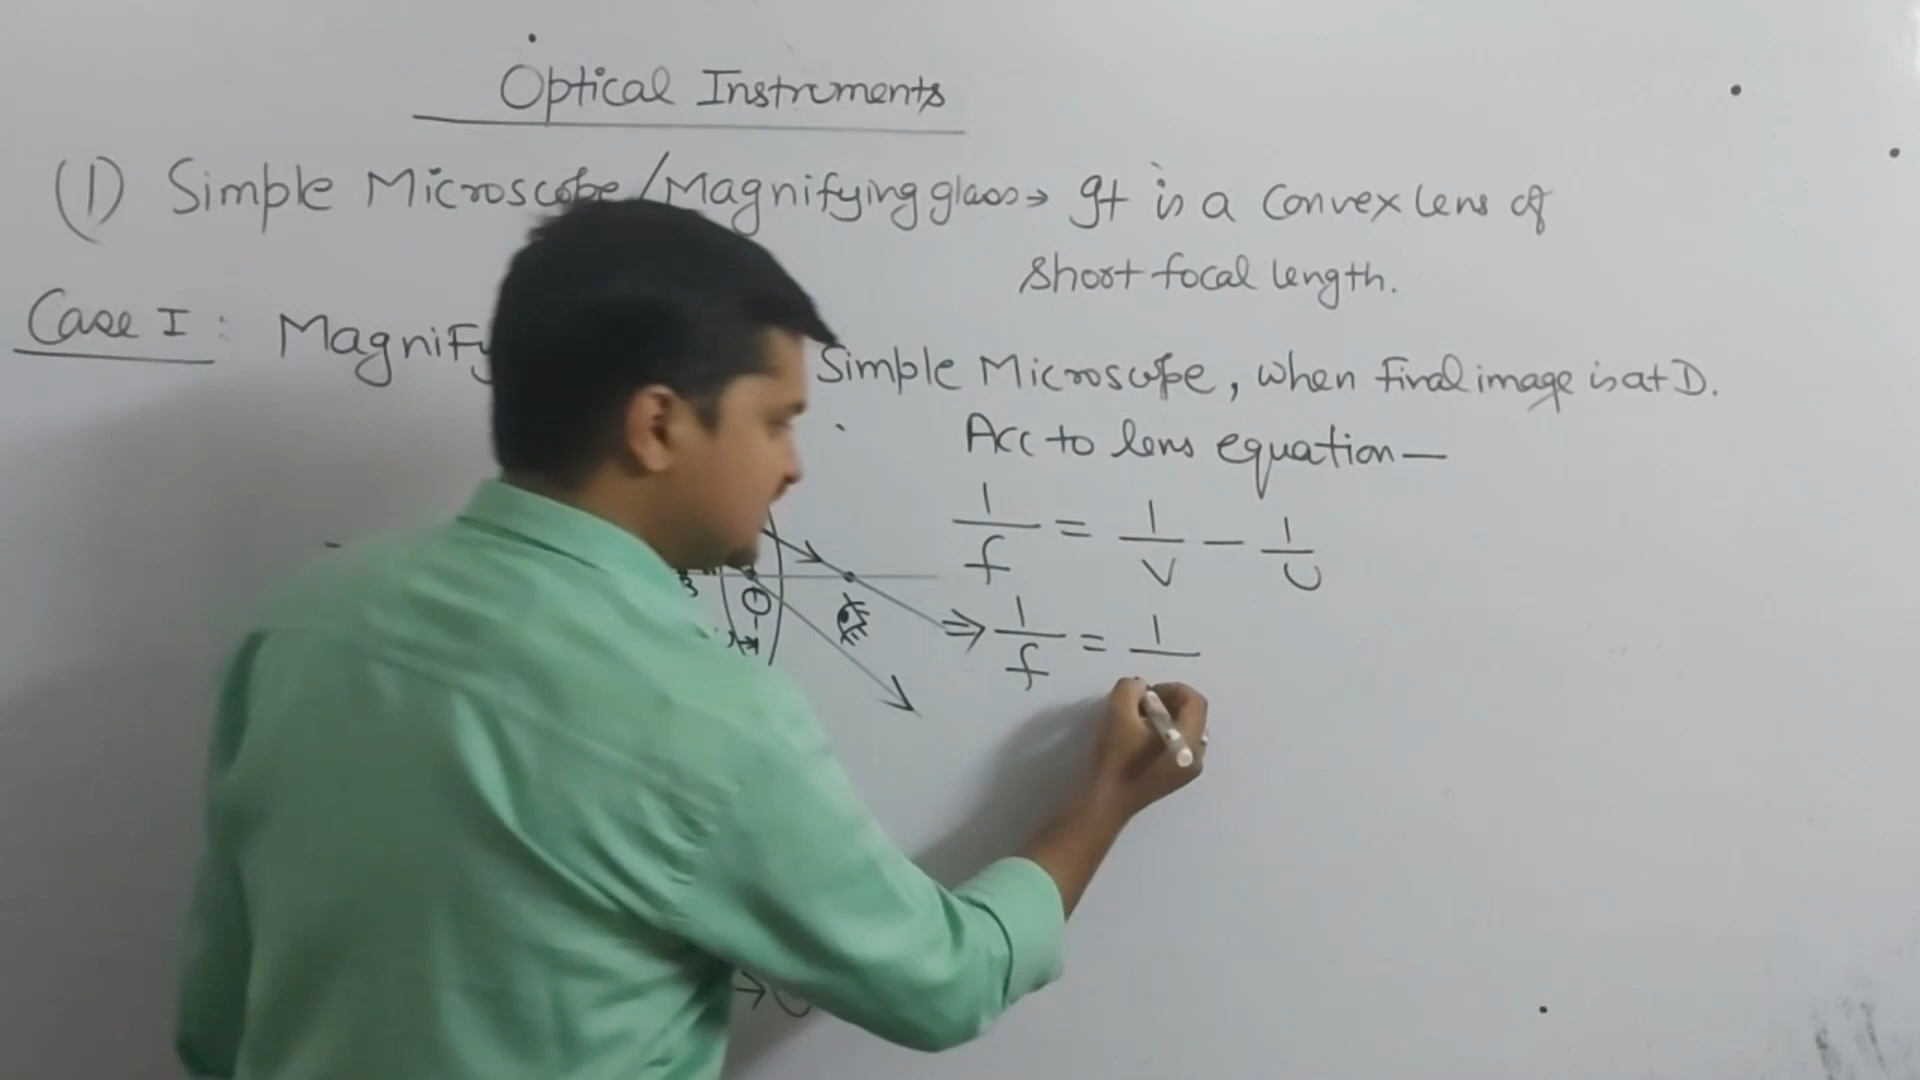 Optical Instruments
(1) Simple Microscope/Magnifying glass → It is a convex lens of
short focal length.
Case I : Simple Microscope, when final image is at D.
Acc to lens equation—
1/f = 1/v - 1/u
⇒ 1/f = 1/